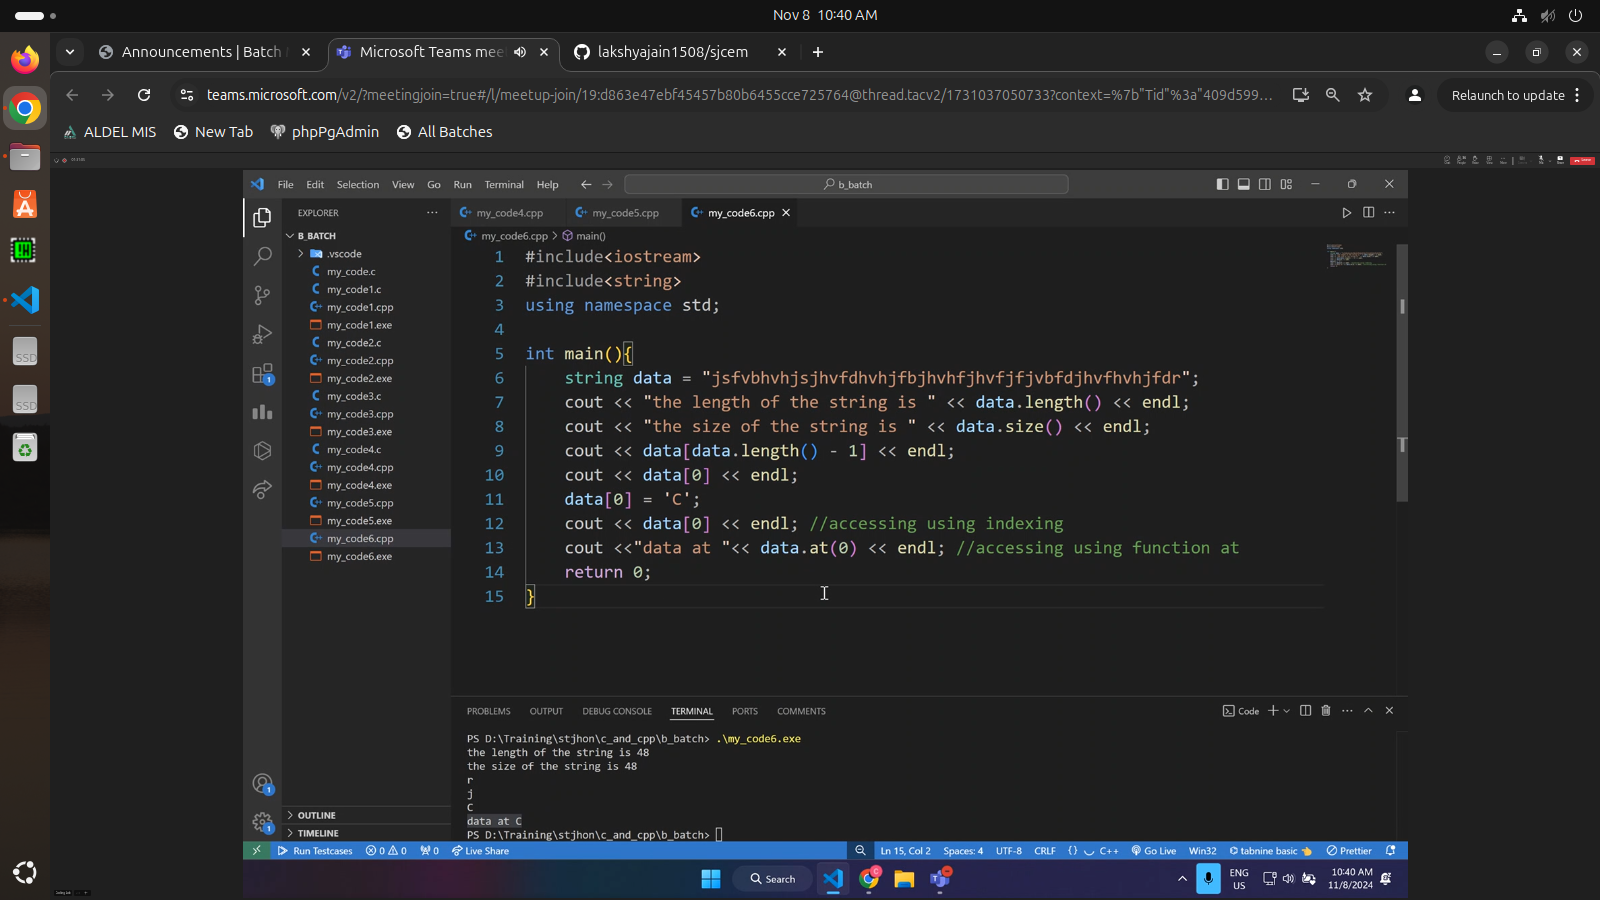 Nov 8 10:40 AM
Announcements | Batch
Microsoft Teams mee
lakshyajain1508/sjcem
teams.microsoft.com/v2/?meetingjoin=true#/l/meetup-join/19:d863e47ebf45457b80b6455cce725764@thread.tacv2/1731037050733?context=%7b"Tid"%3a"409d599...
Relaunch to update
ALDEL MIS
New Tab
phpPgAdmin
All Batches
File Edit Selection View Go Run Terminal Help
b_batch
EXPLORER
B_BATCH
.vscode
my_code.c
my_code1.c
my_code1.cpp
my_code1.exe
my_code2.c
my_code2.cpp
my_code2.exe
my_code3.c
my_code3.cpp
my_code3.exe
my_code4.c
my_code4.cpp
my_code4.exe
my_code5.cpp
my_code5.exe
my_code6.cpp
my_code6.exe
OUTLINE
TIMELINE
my_code4.cpp my_code5.cpp my_code6.cpp
my_code6.cpp > main()
1 #include<iostream>
2 #include<string>
3 using namespace std;
4
5 int main(){
6 string data = "jsfvbhvhjsjhvfdhvhjfbjhvhfjhvfjfjvbfdjhvfhvhjfdr";
7 cout << "the length of the string is " << data.length() << endl;
8 cout << "the size of the string is " << data.size() << endl;
9 cout << data[data.length() - 1] << endl;
10 cout << data[0] << endl;
11 data[0] = 'C';
12 cout << data[0] << endl; //accessing using indexing
13 cout <<"data at "<< data.at(0) << endl; //accessing using function at
14 return 0;
15 }
PROBLEMS OUTPUT DEBUG CONSOLE TERMINAL PORTS COMMENTS
Code
PS D:\Training\stjhon\c_and_cpp\b_batch> .\my_code6.exe
the length of the string is 48
the size of the string is 48
r
j
C
data at C
PS D:\Training\stjhon\c_and_cpp\b_batch>
Run Testcases 0 0 0 Live Share
Ln 15, Col 2 Spaces: 4 UTF-8 CRLF {} C++ Go Live Win32 tabnine basic Prettier
Search
ENG
US
10:40 AM
11/8/2024
SSD
SSD